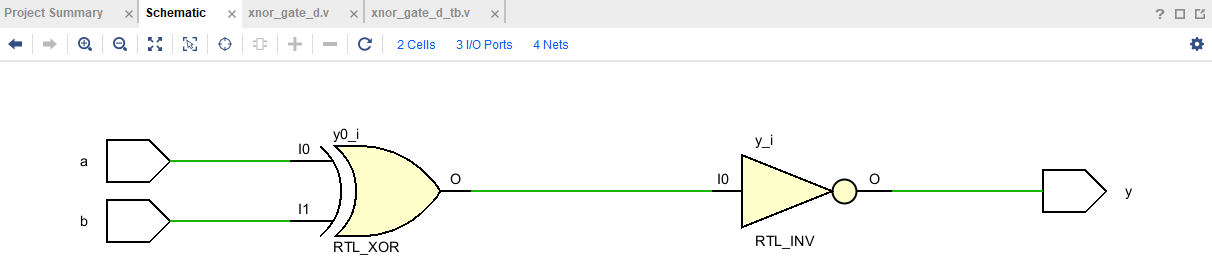 Project Summary × Schematic × xnor_gate_d.v × xnor_gate_d_tb.v × ?
2 Cells 3 I/O Ports 4 Nets
y0_i
y_i
a I0
O I0 O
b I1
y
RTL_XOR
RTL_INV